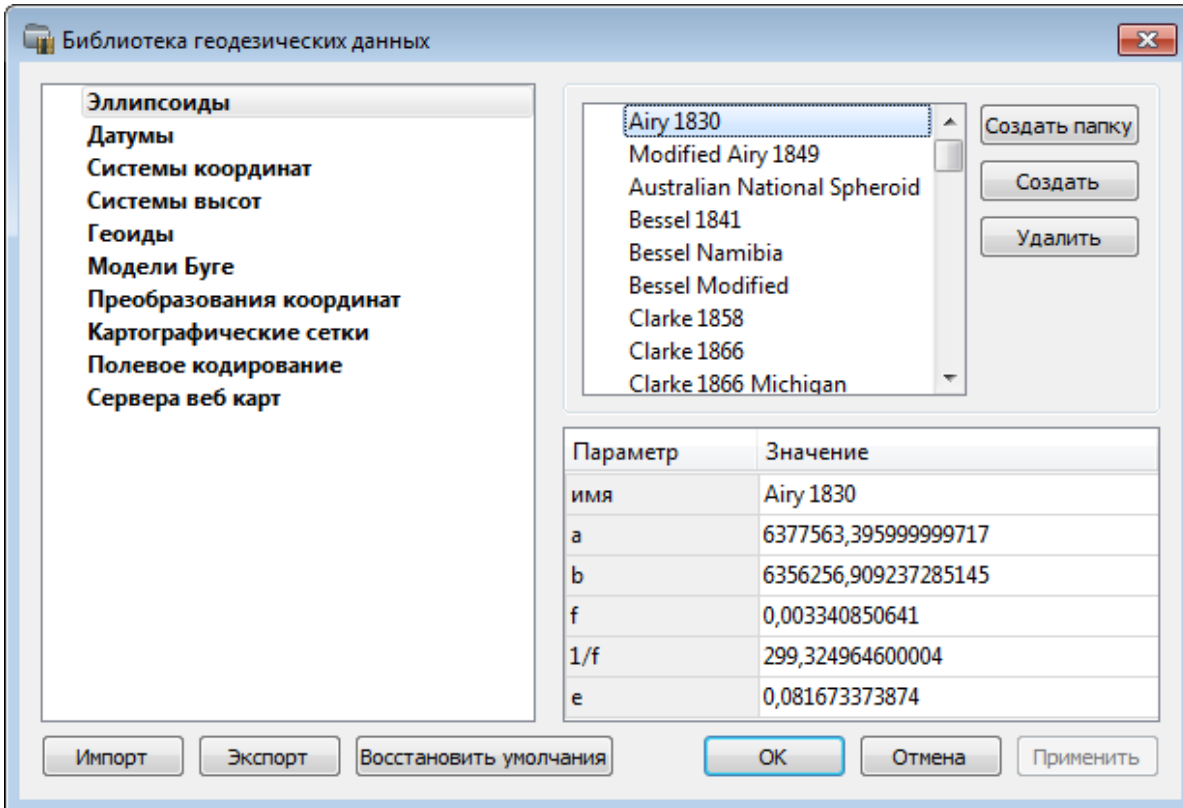 Библиотека геодезических данных
Эллипсоиды
Датумы
Системы координат
Системы высот
Геоиды
Модели Буге
Преобразования координат
Картографические сетки
Полевое кодирование
Сервера веб карт
Airy 1830
Modified Airy 1849
Australian National Spheroid
Bessel 1841
Bessel Namibia
Bessel Modified
Clarke 1858
Clarke 1866
Clarke 1866 Michigan
Создать папку
Создать
Удалить
Параметр Значение
имя Airy 1830
a 6377563,395999999717
b 6356256,909237285145
f 0,003340850641
1/f 299,324964600004
e 0,081673373874
Импорт Экспорт Восстановить умолчания OK Отмена Применить